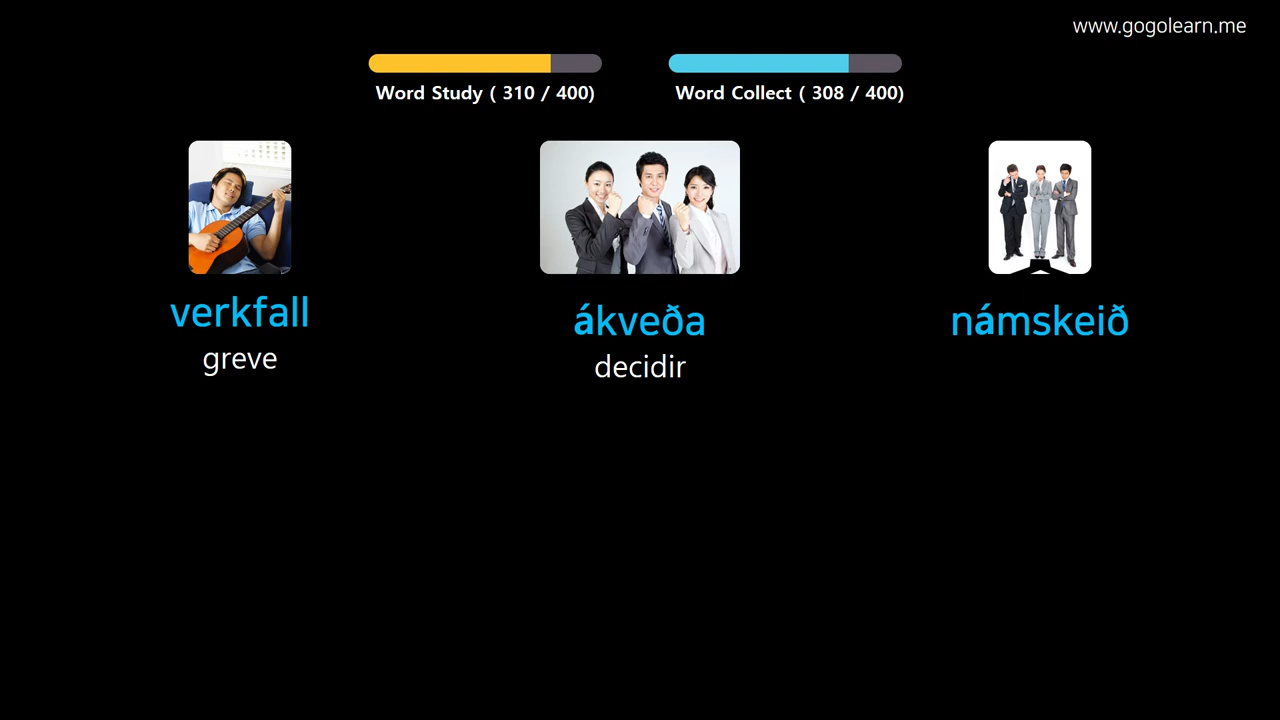 www.gogolearn.me
Word Study ( 310 / 400)
Word Collect ( 308 / 400)
verkfall
greve
ákveða
decidir
námskeið